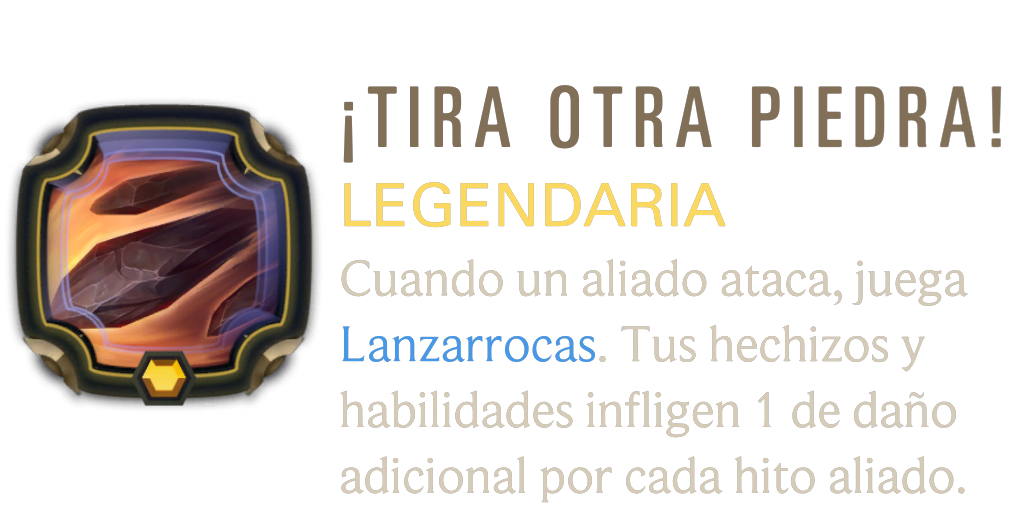 ¡TIRA OTRA PIEDRA!
LEGENDARIA
Cuando un aliado ataca, juega
Lanzarrocas. Tus hechizos y
habilidades infligen 1 de daño
adicional por cada hito aliado.